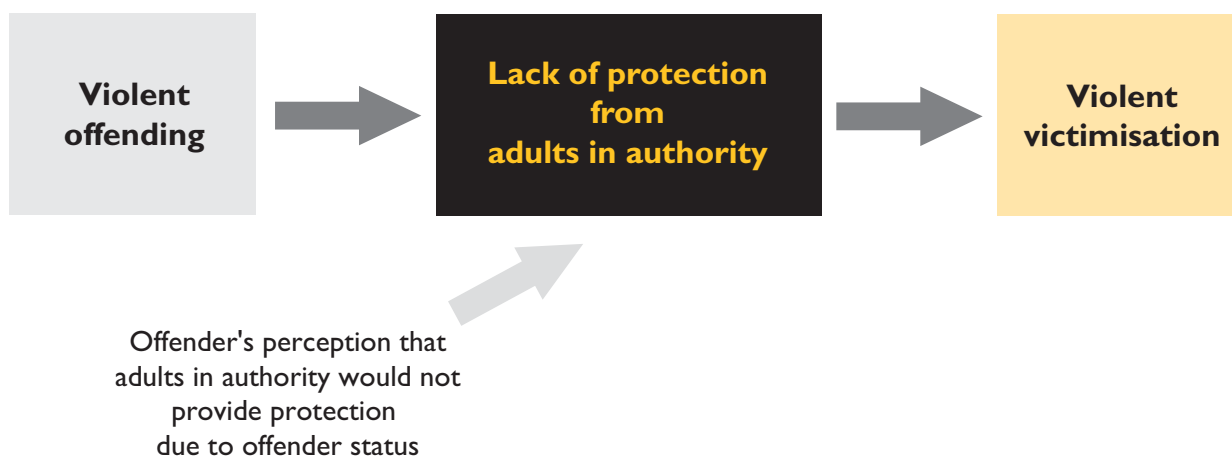 Violent
offending
Lack of protection
from
adults in authority
Violent
victimisation
Offender's perception that
adults in authority would not
provide protection
due to offender status